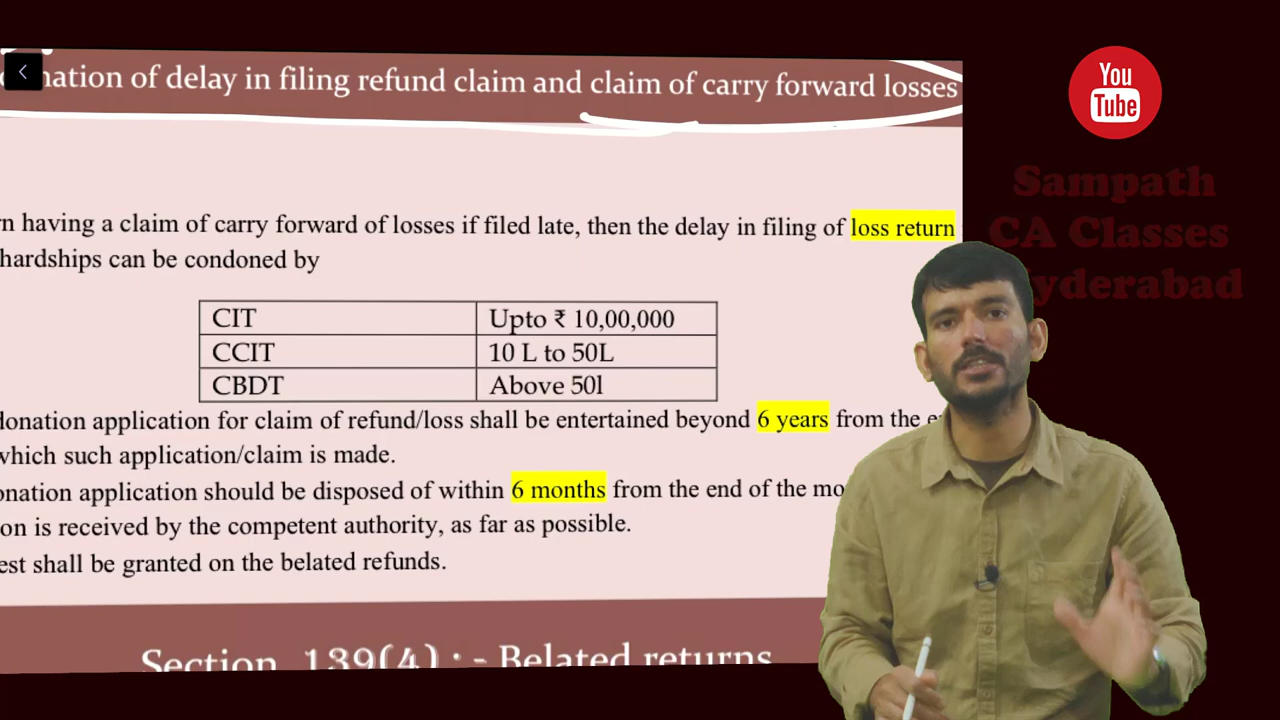 nation of delay in filing refund claim and claim of carry forward losses
You
Tube
Sampath
CA Classes
yderabad
n having a claim of carry forward of losses if filed late, then the delay in filing of loss return
hardships can be condoned by
CIT Upto ₹ 10,00,000
CCIT 10 L to 50L
CBDT Above 50l
donation application for claim of refund/loss shall be entertained beyond 6 years from the e
which such application/claim is made.
onation application should be disposed of within 6 months from the end of the mo
on is received by the competent authority, as far as possible.
est shall be granted on the belated refunds.
Section 139(4) : - Belated returns